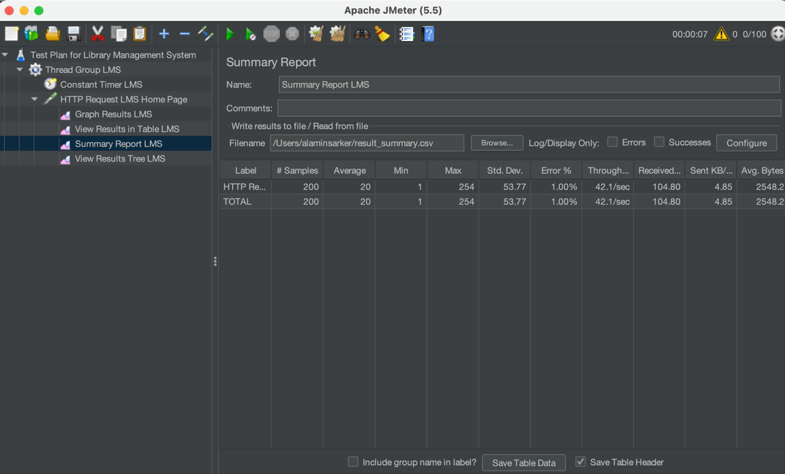 Apache JMeter (5.5)
00:00:07 0 0/100
Test Plan for Library Management System
Thread Group LMS
Constant Timer LMS
HTTP Request LMS Home Page
Graph Results LMS
View Results in Table LMS
Summary Report LMS
View Results Tree LMS
Summary Report
Name: Summary Report LMS
Comments:
Write results to file / Read from file
Filename /Users/alaminsarker/result_summary.csv Browse... Log/Display Only: Errors Successes Configure
Label # Samples Average Min Max Std. Dev. Error % Through... Received... Sent KB/... Avg. Bytes
HTTP Re... 200 20 1 254 53.77 1.00% 42.1/sec 104.80 4.85 2548.2
TOTAL 200 20 1 254 53.77 1.00% 42.1/sec 104.80 4.85 2548.2
Include group name in label? Save Table Data Save Table Header